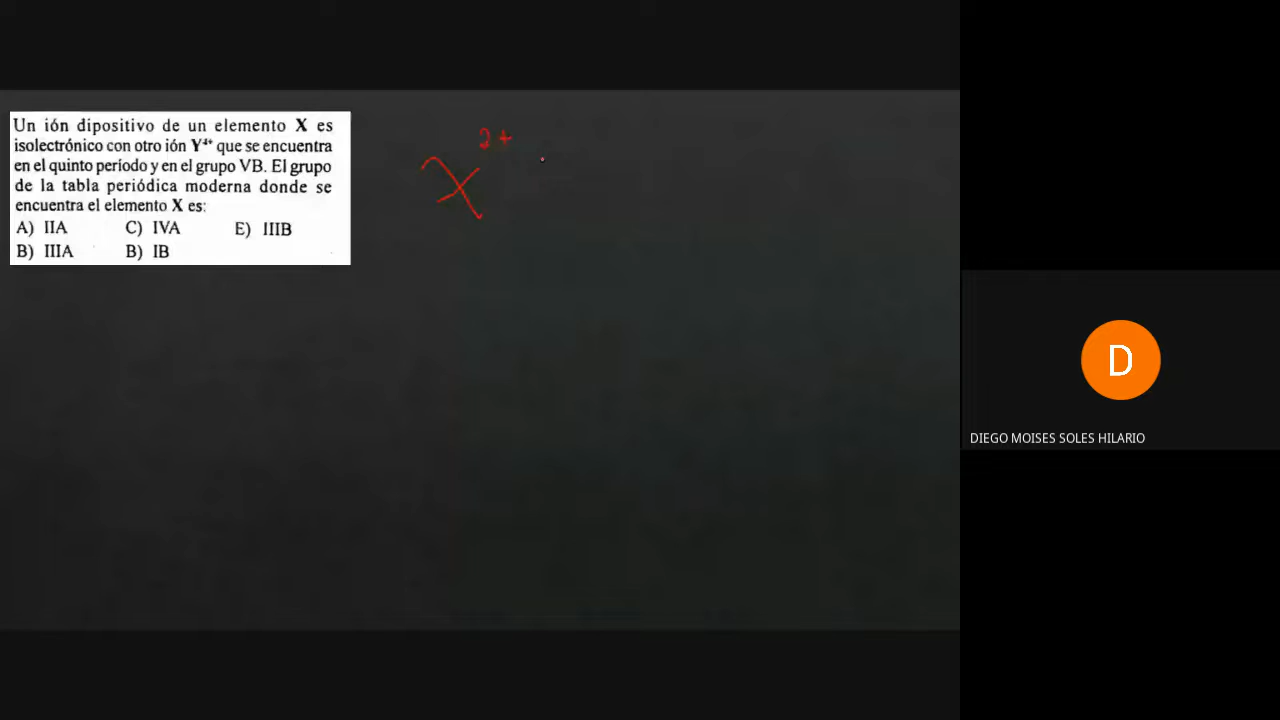 Un ión dipositivo de un elemento X es
isolectrónico con otro ión Y⁴⁺ que se encuentra
en el quinto período y en el grupo VB. El grupo
de la tabla periódica moderna donde se
encuentra el elemento X es:
A) IIA C) IVA E) IIIB
B) IIIA B) IB
X²⁺
D
DIEGO MOISES SOLES HILARIO